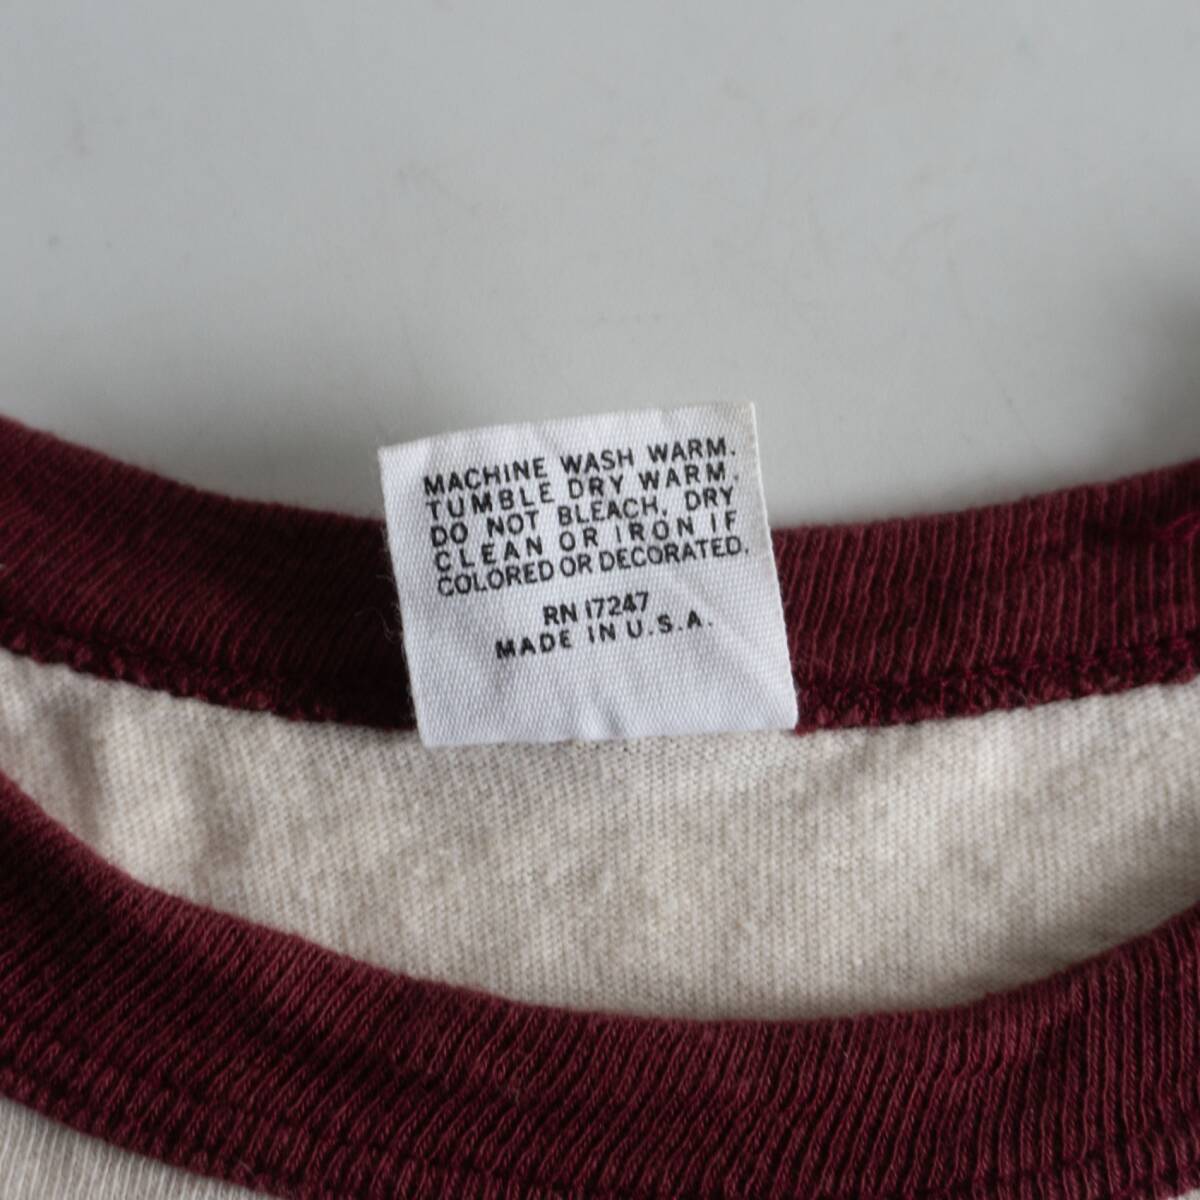 MACHINE WASH WARM.
TUMBLE DRY WARM,
DO NOT BLEACH, DRY
CLEAN OR IRON IF
COLORED OR DECORATED.
RN 17247
MADE IN U.S.A.